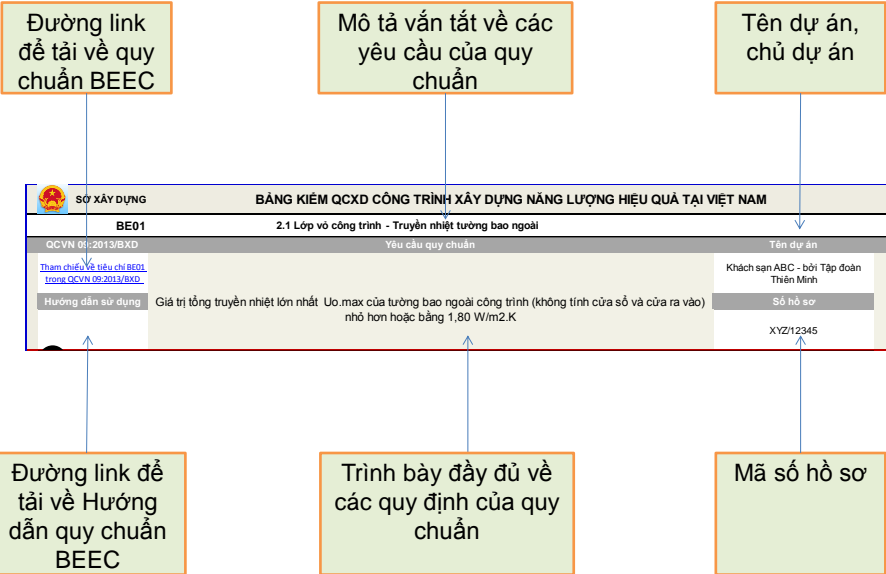 Đường link
để tải về quy
chuẩn BEEC
Mô tả vắn tắt về các
yêu cầu của quy
chuẩn
Tên dự án,
chủ dự án
SỞ XÂY DỰNG
BẢNG KIỂM QCXD CÔNG TRÌNH XÂY DỰNG NĂNG LƯỢNG HIỆU QUẢ TẠI VIỆT NAM
BE01
2.1 Lớp vỏ công trình - Truyền nhiệt tường bao ngoài
QCVN 09:2013/BXD
Yêu cầu quy chuẩn
Tên dự án
Tham chiếu về tiêu chí BE01
trong QCVN 09:2013/BXD
Khách sạn ABC - bởi Tập đoàn
Thiên Minh
Hướng dẫn sử dụng
Giá trị tổng truyền nhiệt lớn nhất Uo.max của tường bao ngoài công trình (không tính cửa sổ và cửa ra vào)
nhỏ hơn hoặc bằng 1,80 W/m2.K
Số hồ sơ
XYZ/12345
Đường link để
tải về Hướng
dẫn quy chuẩn
BEEC
Trình bày đầy đủ về
các quy định của quy
chuẩn
Mã số hồ sơ